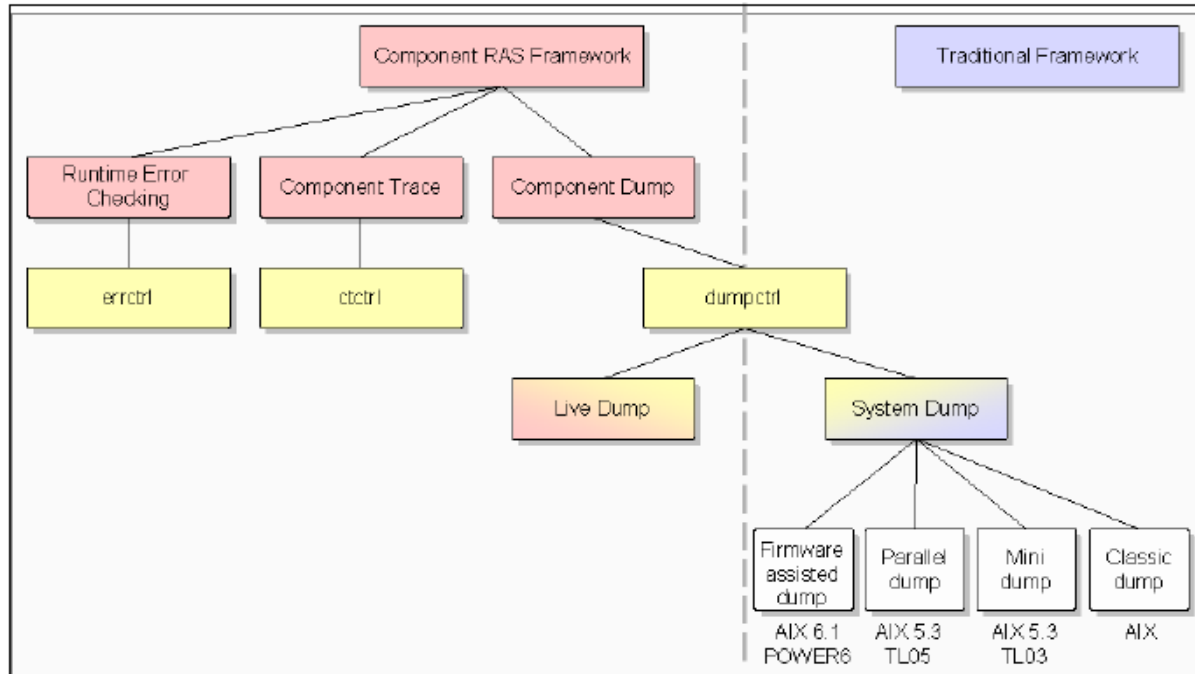 Component RAS Framework
Traditional Framework
Runtime Error
Checking
Component Trace
Component Dump
errctrl
ctctrl
dumpctrl
Live Dump
System Dump
Firmware
assisted
dump
Parallel
dump
Mini
dump
Classic
dump
AIX 6.1
POWER6
AIX 5.3
TL05
AIX 5.3
TL03
AIX